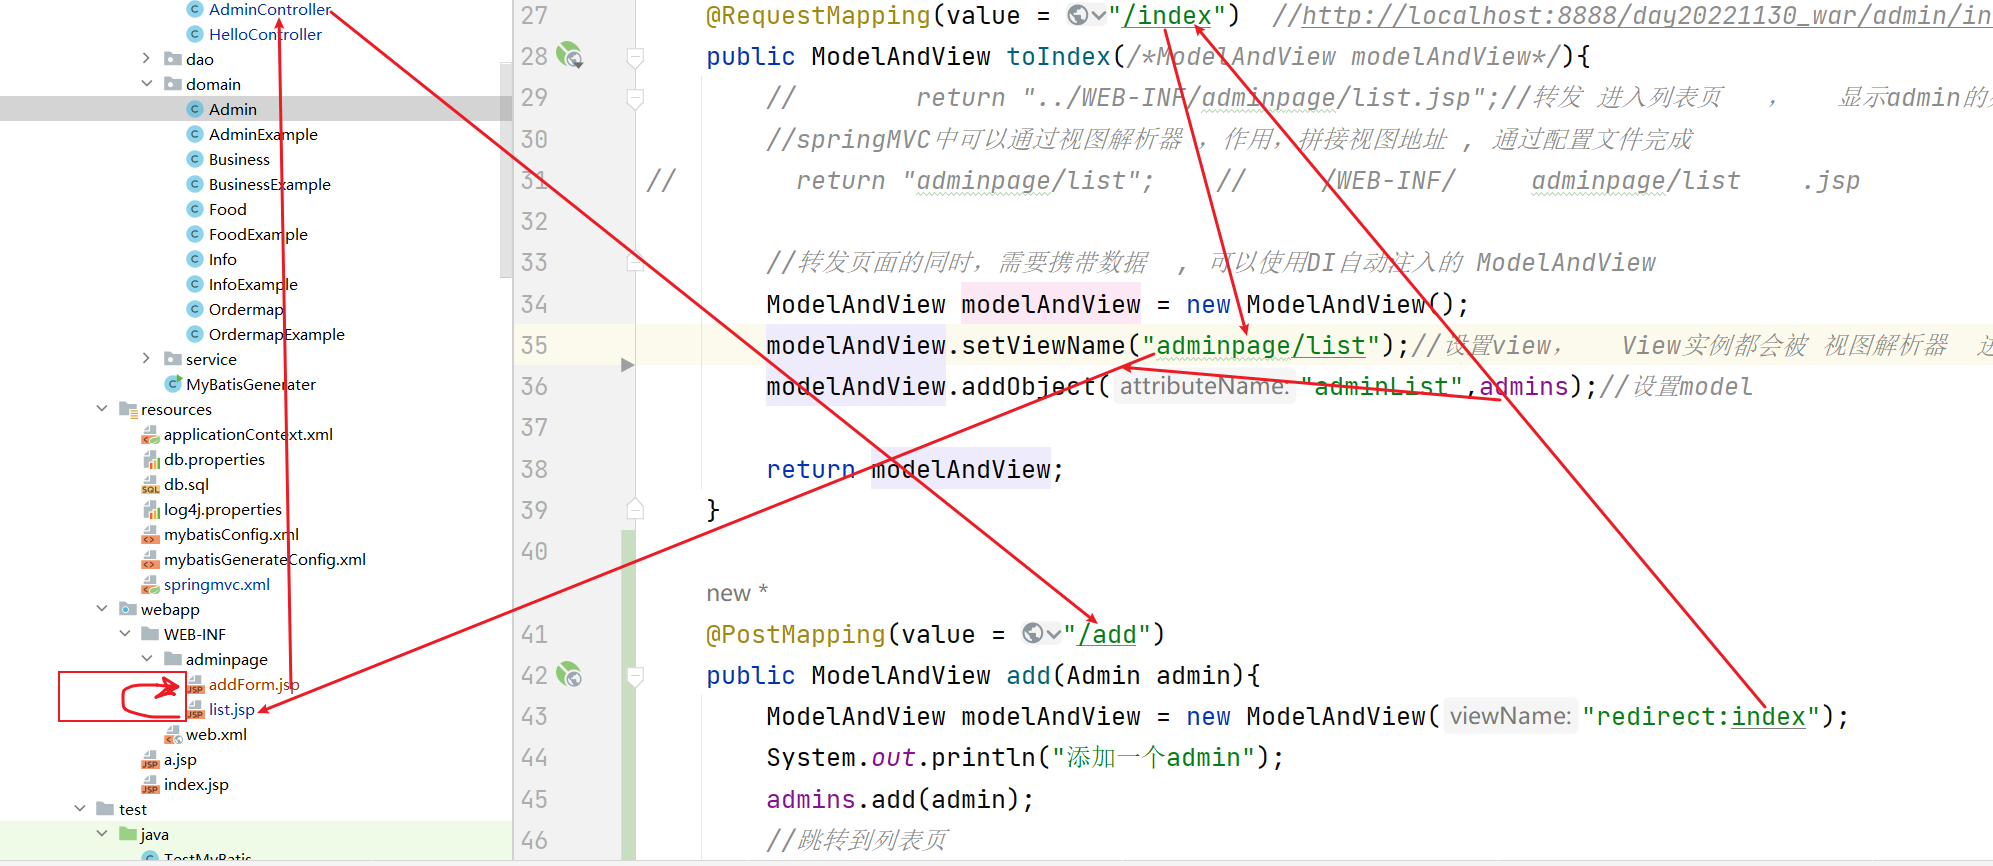 AdminController
HelloController
dao
domain
Admin
AdminExample
Business
BusinessExample
Food
FoodExample
Info
InfoExample
Ordermap
OrdermapExample
service
MyBatisGenerater
resources
applicationContext.xml
db.properties
db.sql
log4j.properties
mybatisConfig.xml
mybatisGenerateConfig.xml
springmvc.xml
webapp
WEB-INF
adminpage
addForm.jsp
list.jsp
web.xml
a.jsp
index.jsp
test
java
TestMyBatis
27 @RequestMapping(value = "/index") //http://localhost:8888/day20221130_war/admin/in
28 public ModelAndView toIndex(/*ModelAndView modelAndView*/){
29 // return "../WEB-INF/adminpage/list.jsp";//转发 进入列表页 , 显示admin的
30 //springMVC中可以通过视图解析器 , 作用, 拼接视图地址 , 通过配置文件完成
31 // return "adminpage/list"; // /WEB-INF/ adminpage/list .jsp
32
33 //转发页面的同时, 需要携带数据 , 可以使用DI自动注入的 ModelAndView
34 ModelAndView modelAndView = new ModelAndView();
35 modelAndView.setViewName("adminpage/list");//设置view, View实例都会被 视图解析器
36 modelAndView.addObject( attributeName: "adminList",admins);//设置model
37
38 return modelAndView;
39 }
40
new *
41 @PostMapping(value = "/add")
42 public ModelAndView add(Admin admin){
43 ModelAndView modelAndView = new ModelAndView( viewName: "redirect:index");
44 System.out.println("添加一个admin");
45 admins.add(admin);
46 //跳转到列表页